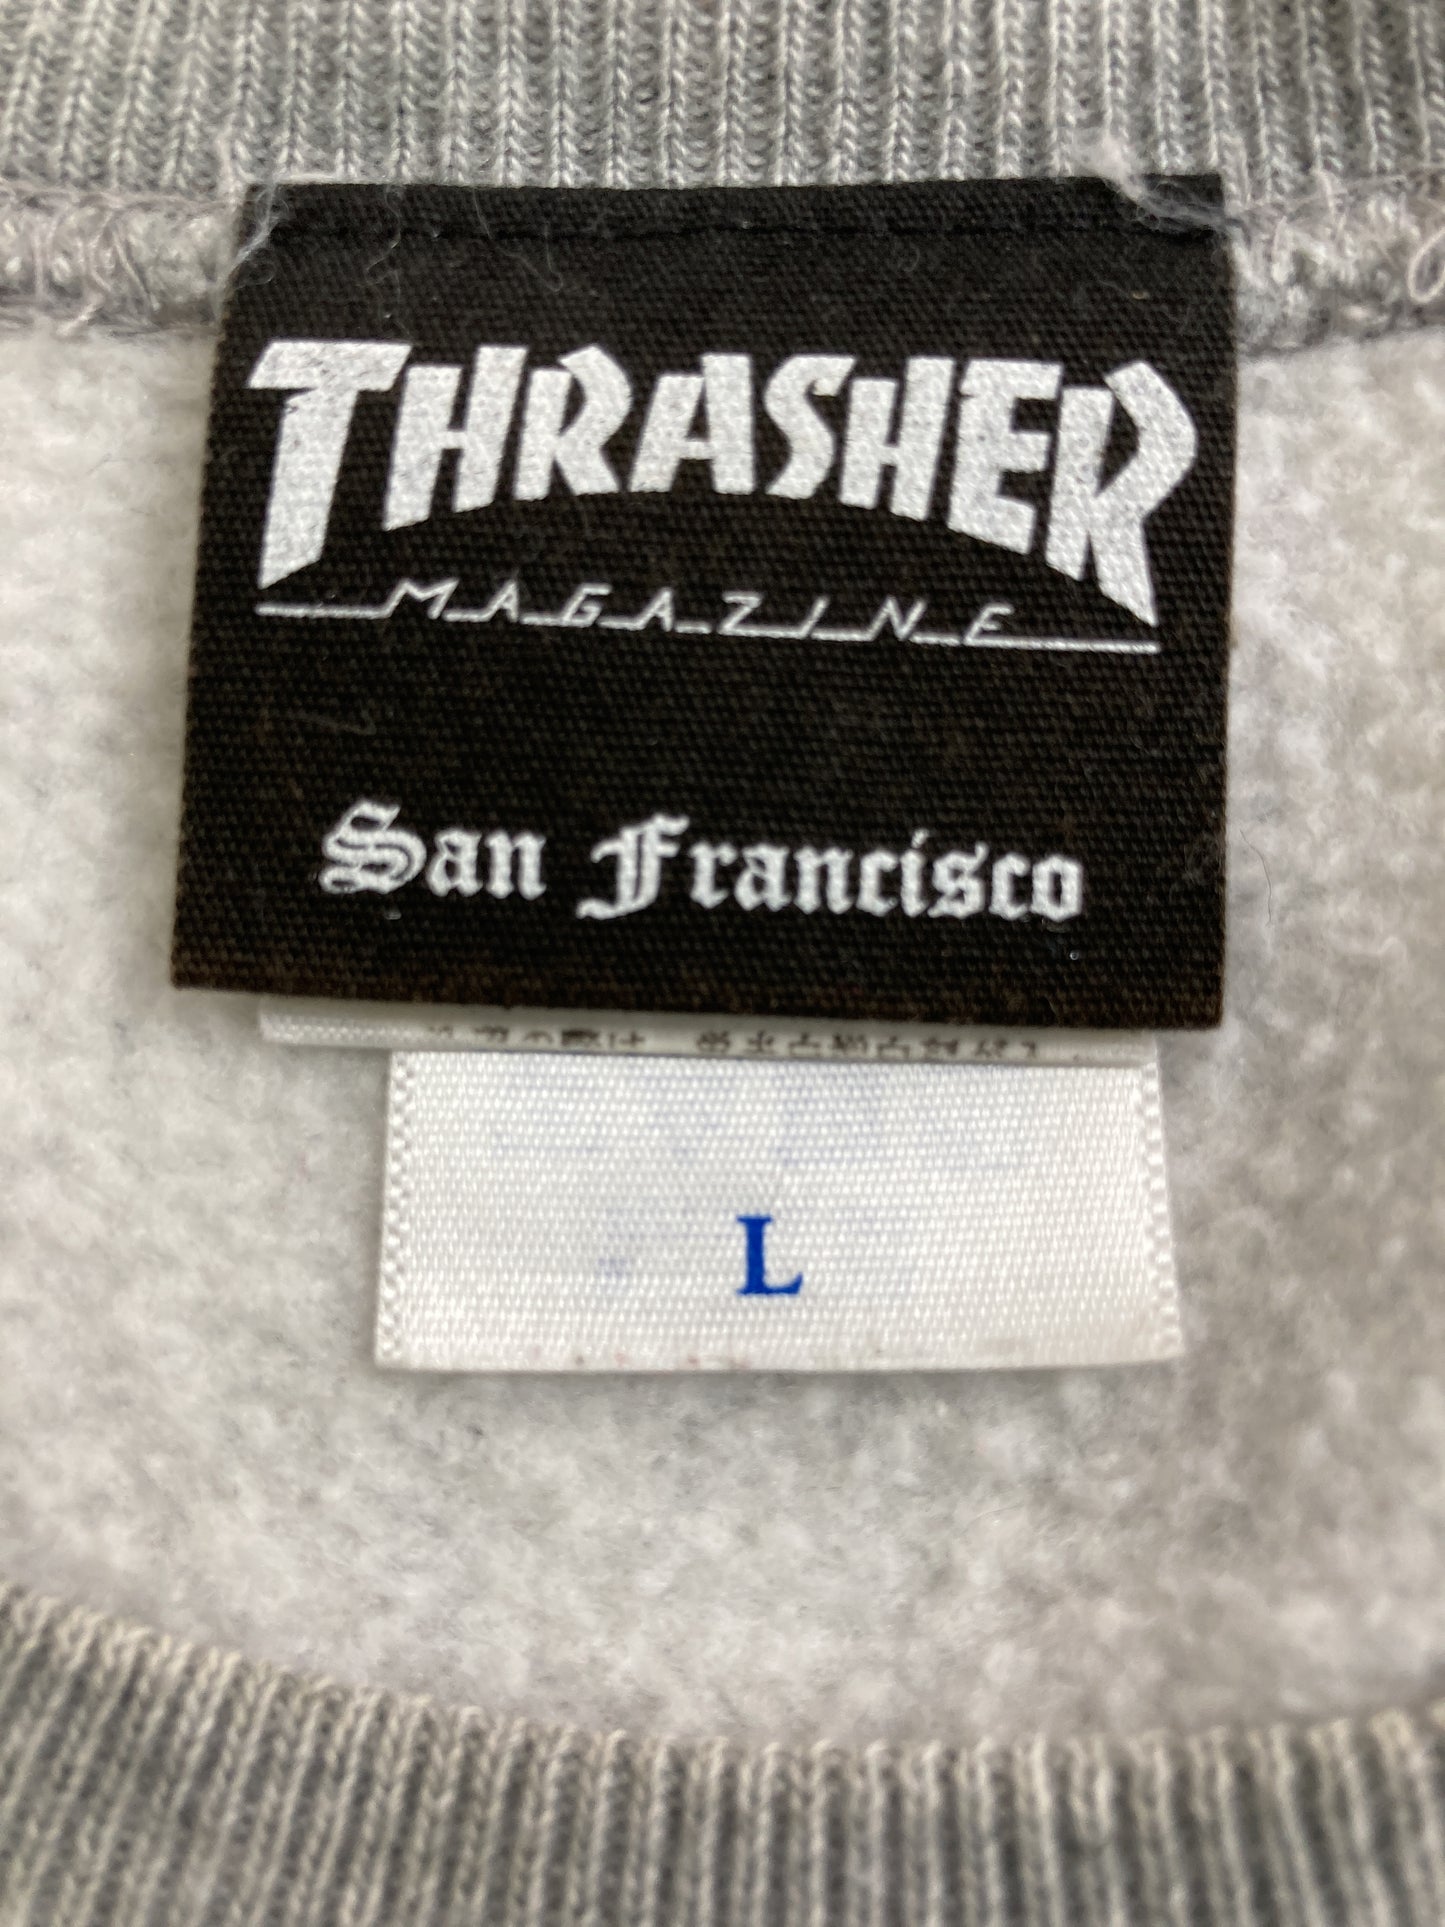 THRASHER
MAGAZINE
San Francisco
L